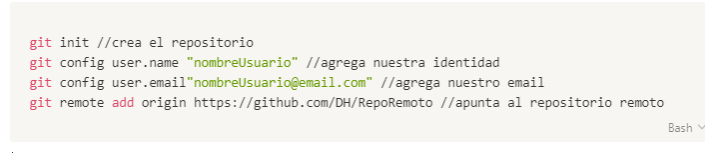 git init //crea el repositorio
git config user.name "nombreUsuario" //agrega nuestra identidad
git config user.email"nombreUsuario@email.com" //agrega nuestro email
git remote add origin https://github.com/DH/RepoRemoto //apunta al repositorio remoto
Bash